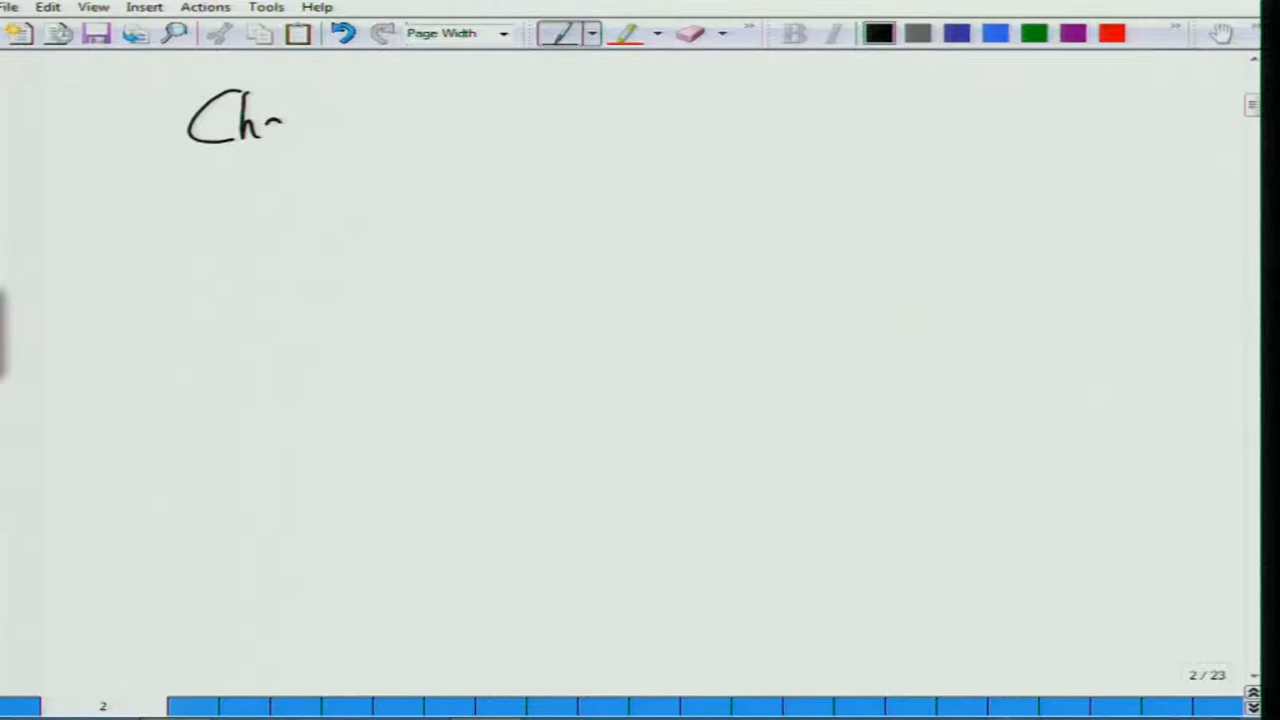 File Edit View Insert Actions Tools Help
Page Width
B I
Ch
2 / 23
2